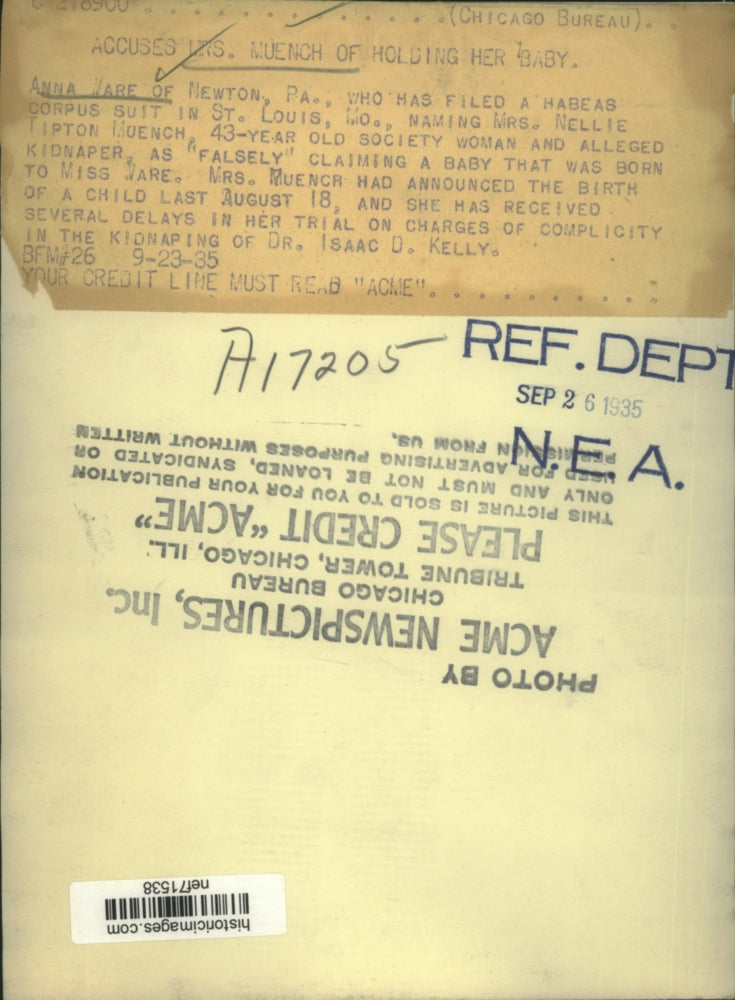 C-218900 . . . . . . . . . . . . (CHICAGO BUREAU). .
ACCUSES MRS. MUENCH OF HOLDING HER BABY.
ANNA WARE OF NEWTON, PA., WHO HAS FILED A HABEAS
CORPUS SUIT IN ST. LOUIS, MO., NAMING MRS. NELLIE
TIPTON MUENCH, 43-YEAR OLD SOCIETY WOMAN AND ALLEGED
KIDNAPER, AS "FALSELY" CLAIMING A BABY THAT WAS BORN
TO MISS WARE. MRS. MUENCH HAD ANNOUNCED THE BIRTH
OF A CHILD LAST AUGUST 18, AND SHE HAS RECEIVED
SEVERAL DELAYS IN HER TRIAL ON CHARGES OF COMPLICITY
IN THE KIDNAPING OF DR. ISAAC D. KELLY.
BFM#26 9-23-35
YOUR CREDIT LINE MUST READ "ACME". . . . . . . . . . .
A17205
REF. DEPT
SEP 26 1935
N.E.A.
PHOTO BY
ACME NEWSPICTURES, Inc.
CHICAGO BUREAU
TRIBUNE TOWER, CHICAGO, ILL.
PLEASE CREDIT "ACME"
THIS PICTURE IS SOLD TO YOU FOR YOUR PUBLICATION
ONLY AND MUST NOT BE LOANED, SYNDICATED OR
USED FOR ADVERTISING PURPOSES WITHOUT WRITTEN
PERMISSION FROM US.
historicimages.com
nef71538